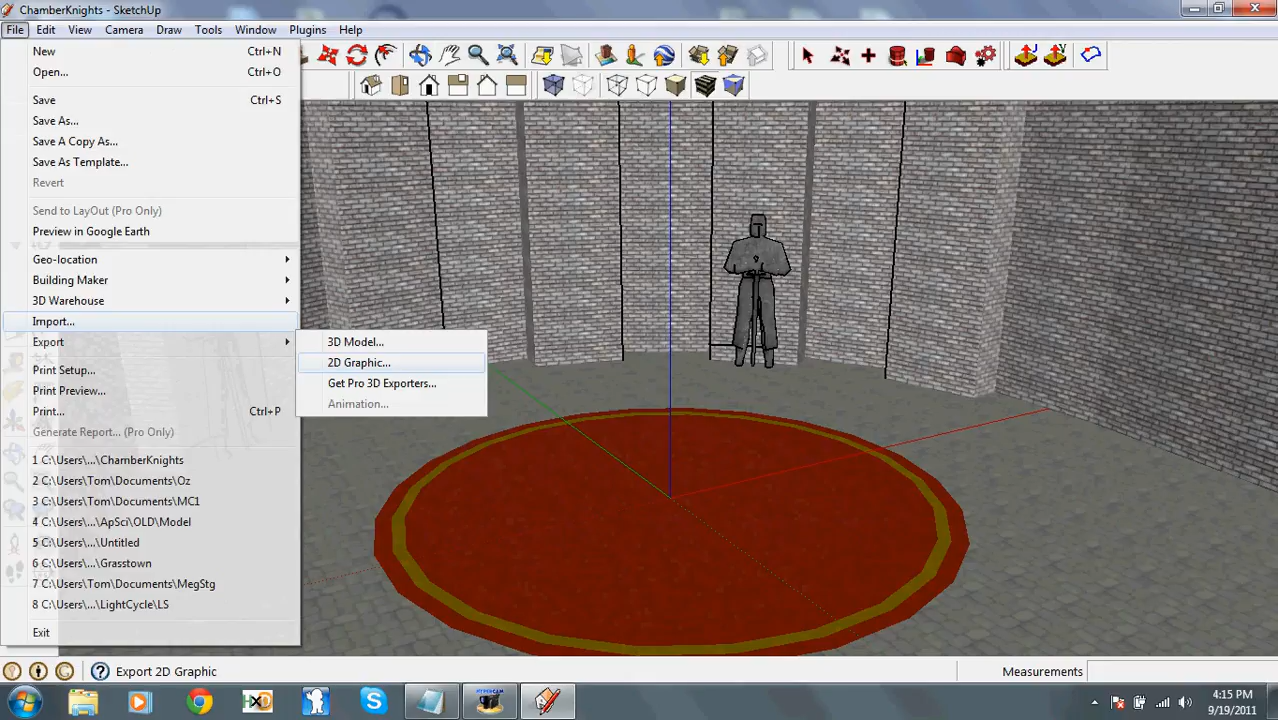 ChamberKnights - SketchUp
File Edit View Camera Draw Tools Window Plugins Help
New Ctrl+N
Open... Ctrl+O
Save Ctrl+S
Save As...
Save A Copy As...
Save As Template...
Revert
Send to LayOut (Pro Only)
Preview in Google Earth
Geo-location
Building Maker
3D Warehouse
Import...
Export
Print Setup...
Print Preview...
Print... Ctrl+P
Generate Report... (Pro Only)
1 C:\Users\...\ChamberKnights
2 C:\Users\Tom\Documents\Oz
3 C:\Users\Tom\Documents\MC1
4 C:\Users\...\ApSci\OLD\Model
5 C:\Users\...\Untitled
6 C:\Users\...\Grasstown
7 C:\Users\Tom\Documents\MegStg
8 C:\Users\...\LightCycle\LS
Exit
3D Model...
2D Graphic...
Get Pro 3D Exporters...
Animation...
Export 2D Graphic
Measurements
HxD
HYPERCAM
4:15 PM
9/19/2011